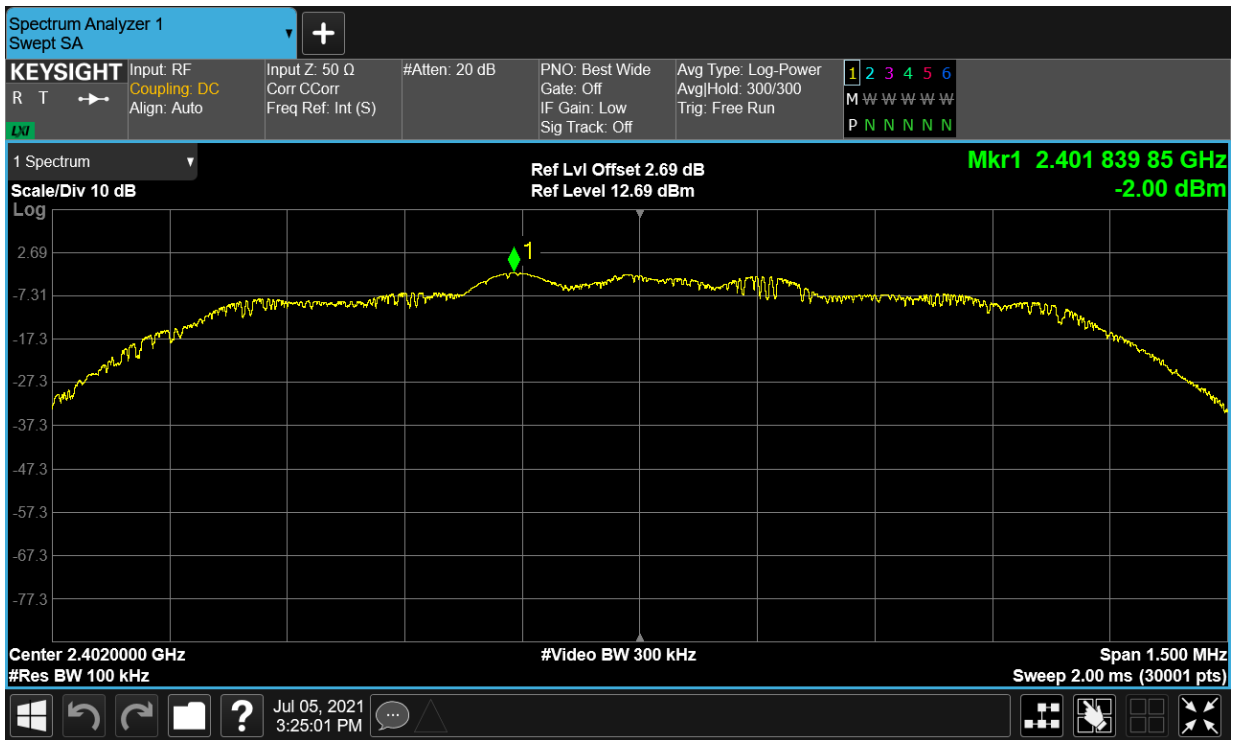 Spectrum Analyzer 1
Swept SA
KEYSIGHT
R T
LXI
Input: RF
Coupling: DC
Align: Auto
Input Z: 50 Ω
Corr CCorr
Freq Ref: Int (S)
#Atten: 20 dB
PNO: Best Wide
Gate: Off
IF Gain: Low
Sig Track: Off
Avg Type: Log-Power
Avg|Hold: 300/300
Trig: Free Run
1 2 3 4 5 6
M W W W W W
P N N N N N
1 Spectrum
Scale/Div 10 dB
Log
Ref Lvl Offset 2.69 dB
Ref Level 12.69 dBm
Mkr1 2.401 839 85 GHz
-2.00 dBm
1
2.69
-7.31
-17.3
-27.3
-37.3
-47.3
-57.3
-67.3
-77.3
Center 2.4020000 GHz
#Video BW 300 kHz
Span 1.500 MHz
#Res BW 100 kHz
Sweep 2.00 ms (30001 pts)
?
Jul 05, 2021
3:25:01 PM